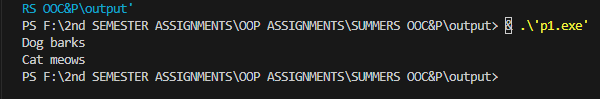 RS OOC&P\output'
PS F:\2nd SEMESTER ASSIGNMENTS\OOP ASSIGNMENTS\SUMMERS OOC&P\output> & .\'p1.exe'
Dog barks
Cat meows
PS F:\2nd SEMESTER ASSIGNMENTS\OOP ASSIGNMENTS\SUMMERS OOC&P\output>